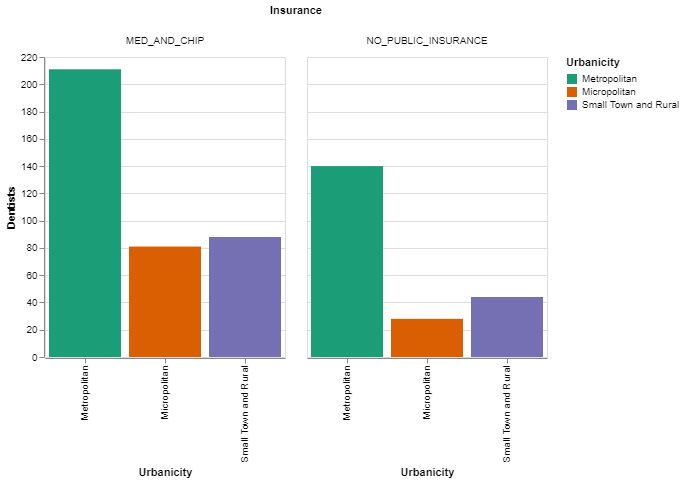 Insurance
MED_AND_CHIP
NO_PUBLIC_INSURANCE
Dentists
220
200
180
160
140
120
100
80
60
40
20
0
Metropolitan
Micropolitan
Small Town and Rural
Urbanicity
Metropolitan
Micropolitan
Small Town and Rural
Urbanicity
Urbanicity
Metropolitan
Micropolitan
Small Town and Rural